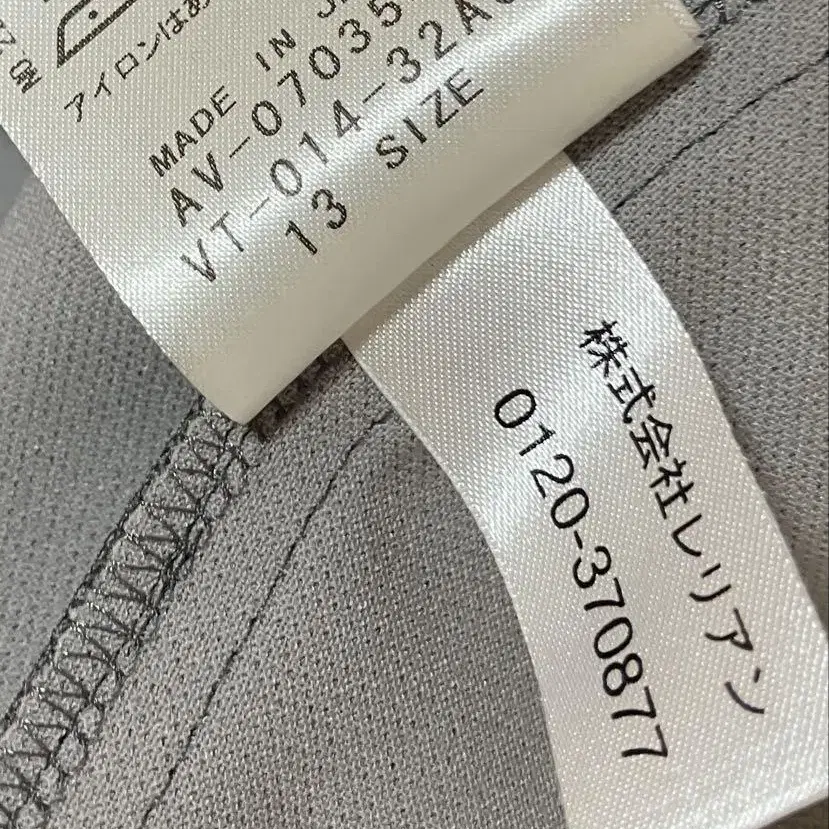 アイロンはあ
MADE IN J
AV-07035
VT-014-32A
13 SIZE
株式会社レリアン
0120-370877